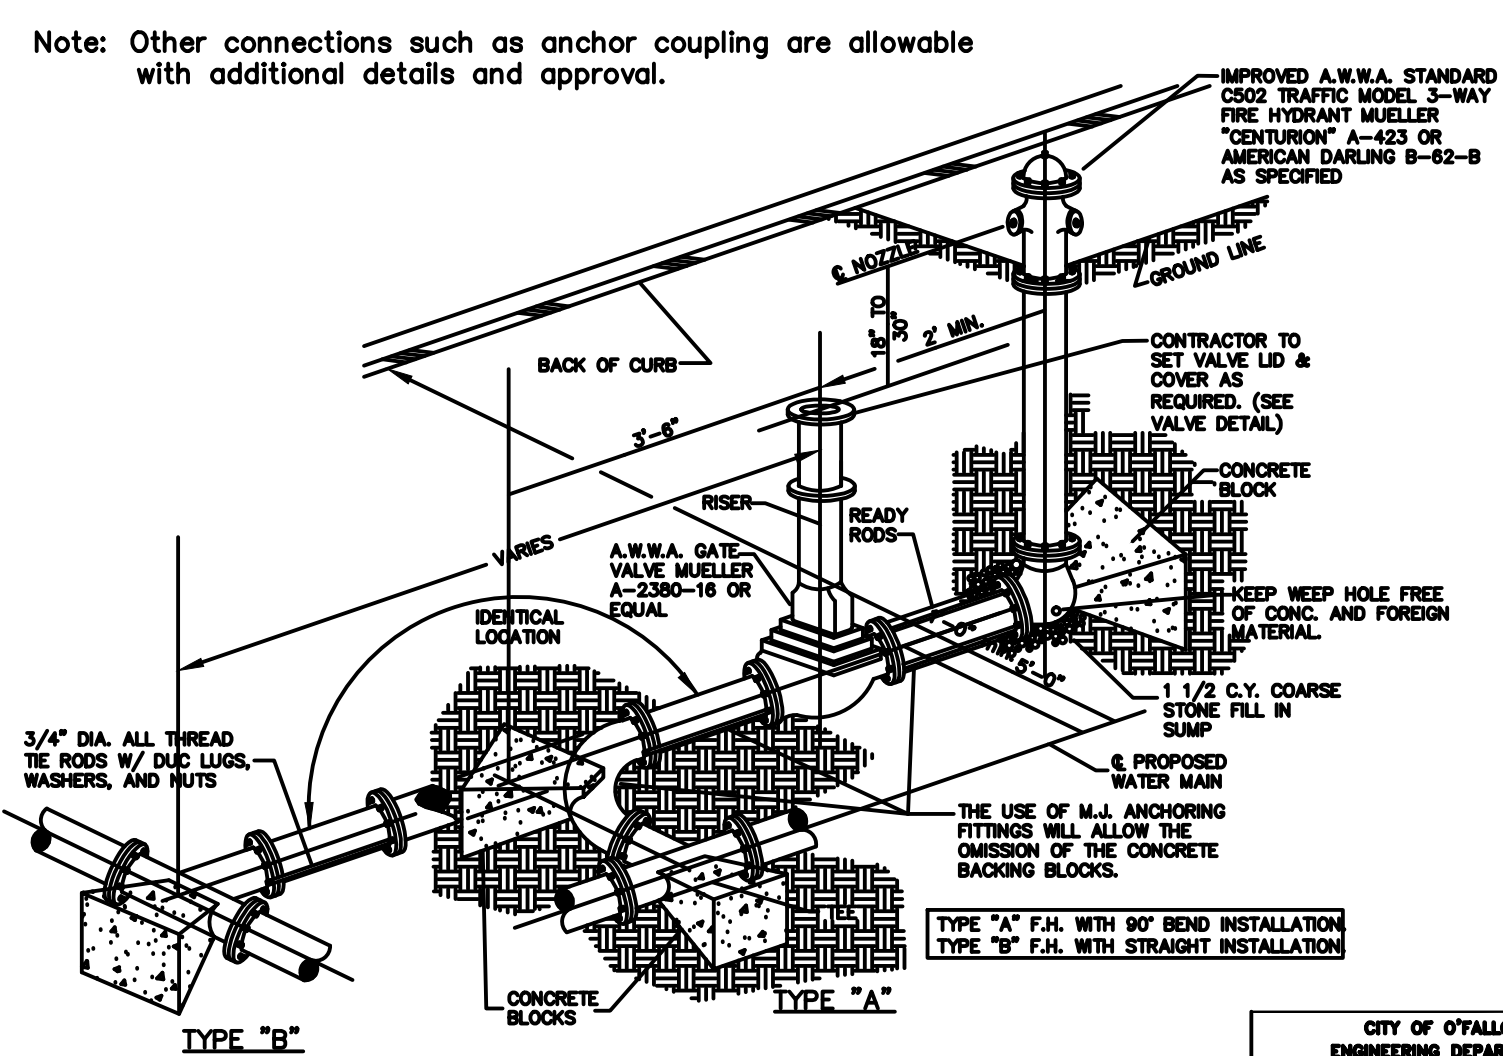 Note: Other connections such as anchor coupling are allowable
with additional details and approval.
IMPROVED A.W.W.A. STANDARD
C502 TRAFFIC MODEL 3-WAY
FIRE HYDRANT MUELLER
"CENTURION" A-423 OR
AMERICAN DARLING B-62-B
AS SPECIFIED
℄ NOZZLE
GROUND LINE
18" TO
30"
2' MIN.
BACK OF CURB
CONTRACTOR TO
SET VALVE LID &
COVER AS
REQUIRED. (SEE
VALVE DETAIL)
3'-6"
CONCRETE
BLOCK
RISER
READY
RODS
VARIES
A.W.W.A. GATE
VALVE MUELLER
A-2380-16 OR
EQUAL
IDENTICAL
LOCATION
KEEP WEEP HOLE FREE
OF CONC. AND FOREIGN
MATERIAL.
5'-0"
1 1/2 C.Y. COARSE
STONE FILL IN
SUMP
3/4" DIA. ALL THREAD
TIE RODS W/ DUC LUGS,
WASHERS, AND NUTS
℄ PROPOSED
WATER MAIN
THE USE OF M.J. ANCHORING
FITTINGS WILL ALLOW THE
OMISSION OF THE CONCRETE
BACKING BLOCKS.
TYPE "A" F.H. WITH 90° BEND INSTALLATION
TYPE "B" F.H. WITH STRAIGHT INSTALLATION
CONCRETE
BLOCKS
TYPE "A"
TYPE "B"
CITY OF O'FALLO
ENGINEERING DEPAR